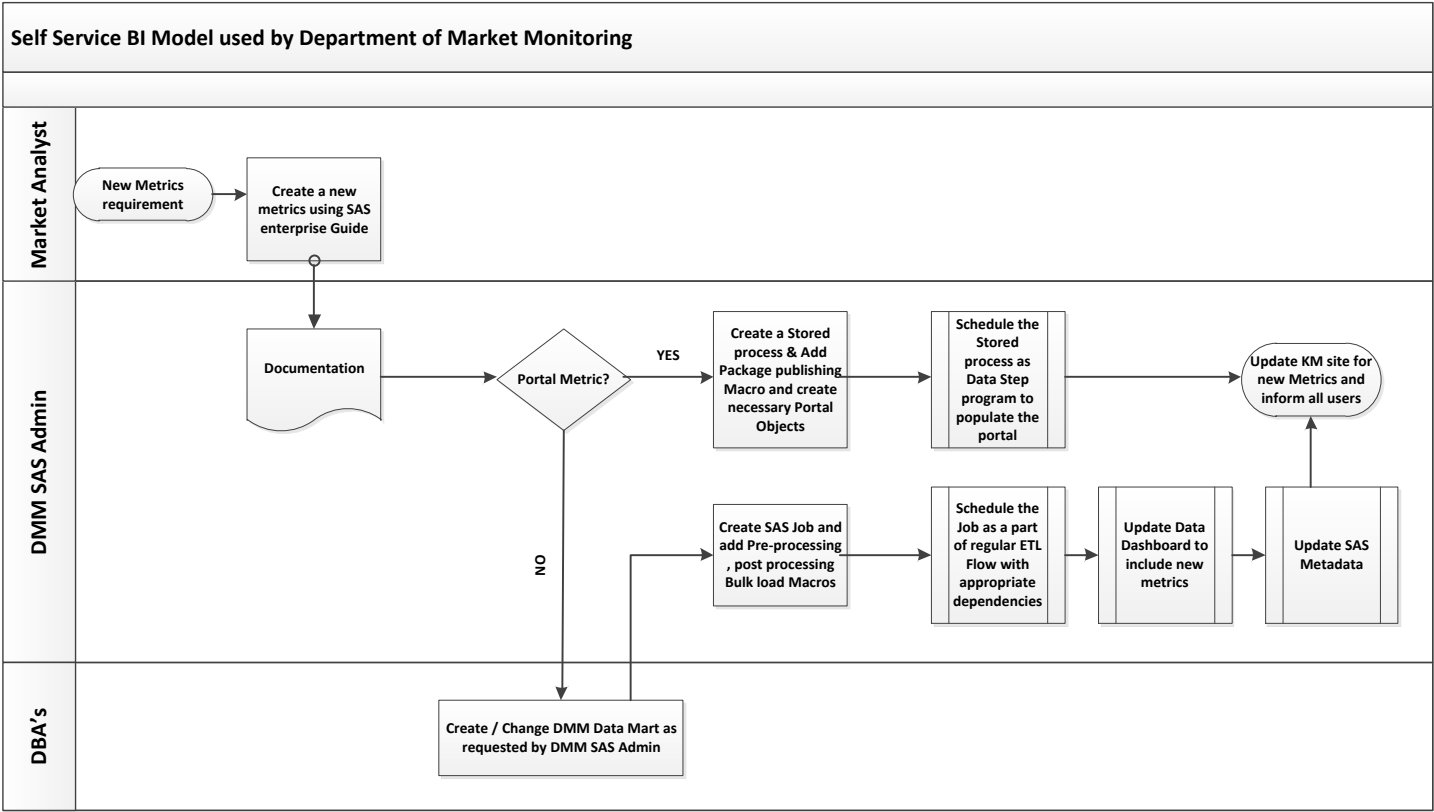 Self Service BI Model used by Department of Market Monitoring
Market Analyst
New Metrics
requirement
Create a new
metrics using SAS
enterprise Guide
DMM SAS Admin
Documentation
Portal Metric?
YES
Create a Stored
process & Add
Package publishing
Macro and create
necessary Portal
Objects
Schedule the
Stored
process as
Data Step
program to
populate the
portal
Update KM site for
new Metrics and
inform all users
NO
Create SAS Job and
add Pre-processing
, post processing
Bulk load Macros
Schedule the
Job as a part
of regular ETL
Flow with
appropriate
dependencies
Update Data
Dashboard to
include new
metrics
Update SAS
Metadata
DBA’s
Create / Change DMM Data Mart as
requested by DMM SAS Admin